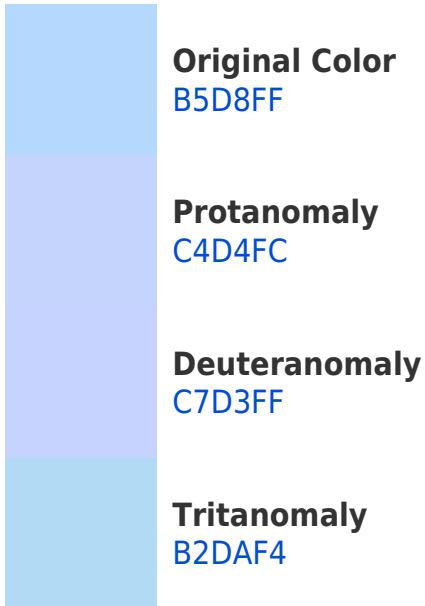 Original Color
B5D8FF
Protanomaly
C4D4FC
Deuteranomaly
C7D3FF
Tritanomaly
B2DAF4